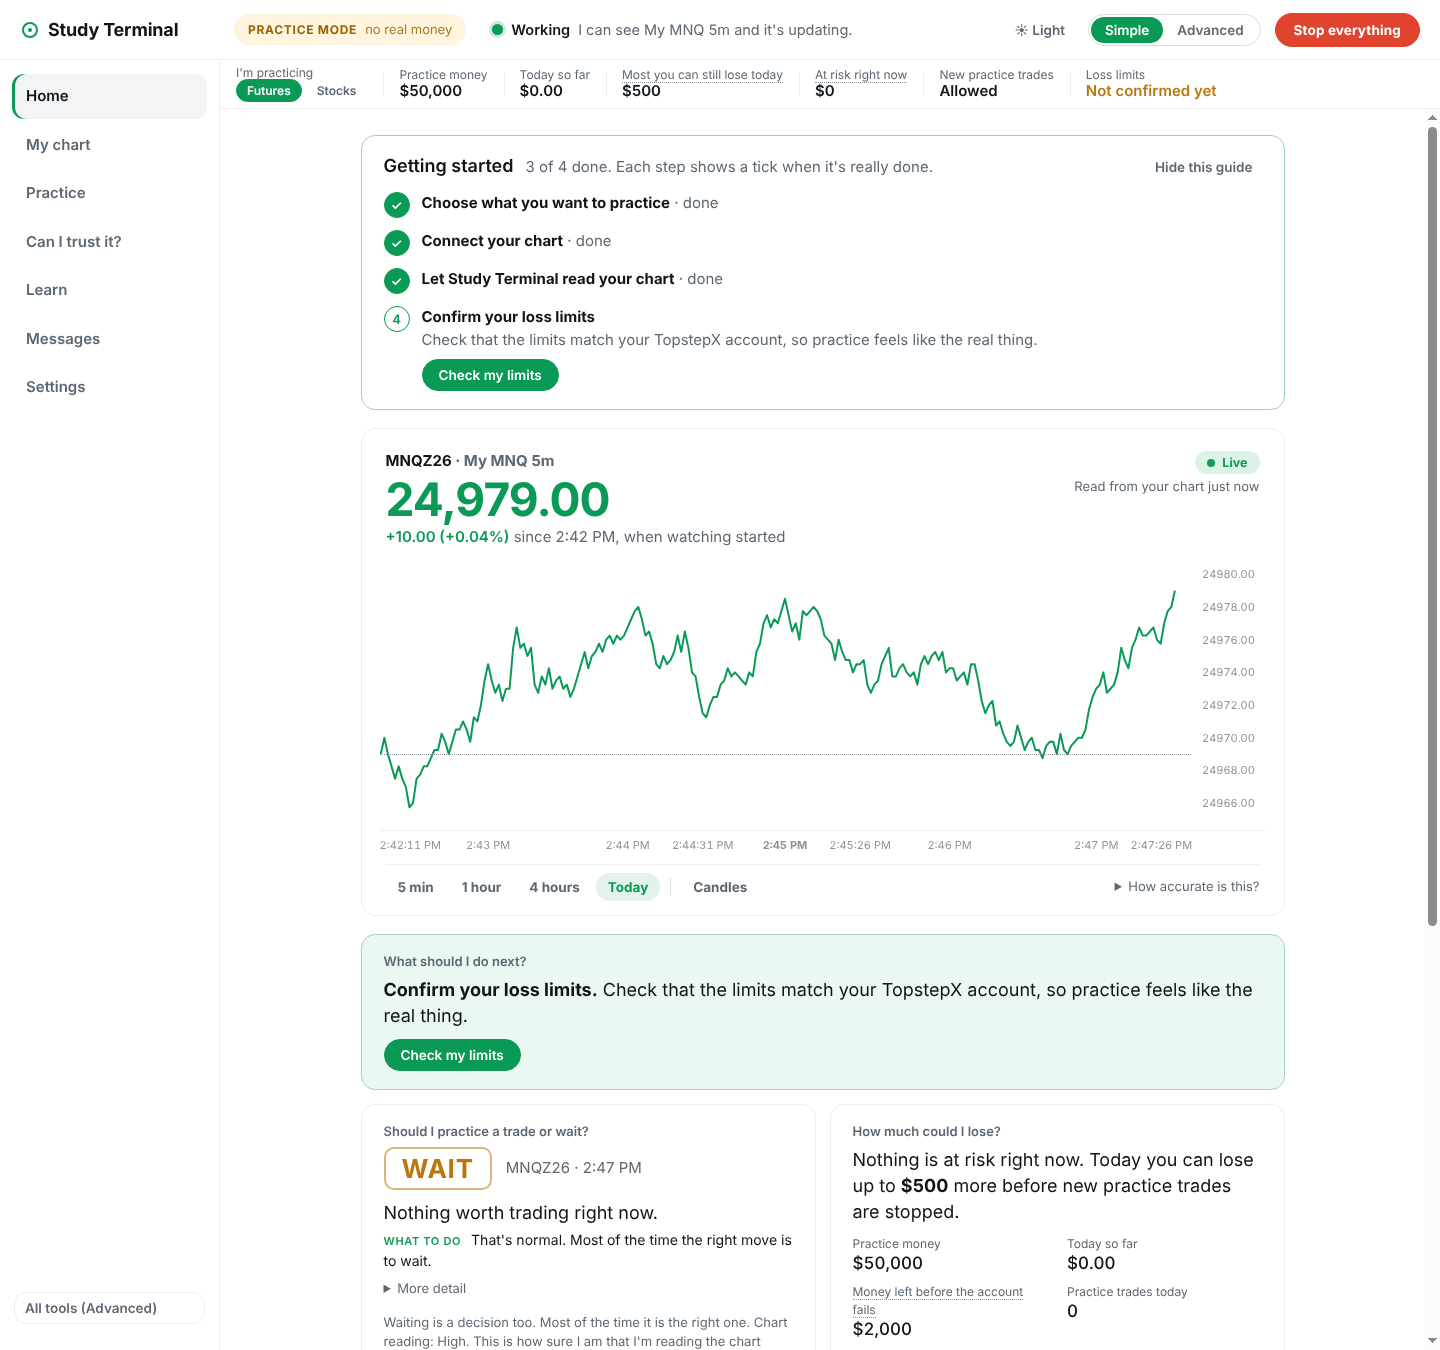 Study Terminal
PRACTICE MODE no real money
Working I can see My MNQ 5m and it's updating.
Light
Simple
Advanced
Stop everything
Home
My chart
Practice
Can I trust it?
Learn
Messages
Settings
All tools (Advanced)
I'm practicing
Futures
Stocks
Practice money
$50,000
Today so far
$0.00
Most you can still lose today
$500
At risk right now
$0
New practice trades
Allowed
Loss limits
Not confirmed yet
Getting started 3 of 4 done. Each step shows a tick when it's really done.
Hide this guide
Choose what you want to practice · done
Connect your chart · done
Let Study Terminal read your chart · done
4 Confirm your loss limits
Check that the limits match your TopstepX account, so practice feels like the real thing.
Check my limits
MNQZ26 · My MNQ 5m
24,979.00
+10.00 (+0.04%) since 2:42 PM, when watching started
Live
Read from your chart just now
24980.00
24978.00
24976.00
24974.00
24972.00
24970.00
24968.00
24966.00
2:42:11 PM 2:43 PM 2:44 PM 2:44:31 PM 2:45 PM 2:45:26 PM 2:46 PM 2:47 PM 2:47:26 PM
5 min 1 hour 4 hours Today Candles
How accurate is this?
What should I do next?
Confirm your loss limits. Check that the limits match your TopstepX account, so practice feels like the
real thing.
Check my limits
Should I practice a trade or wait?
WAIT MNQZ26 · 2:47 PM
Nothing worth trading right now.
WHAT TO DO That's normal. Most of the time the right move is
to wait.
More detail
Waiting is a decision too. Most of the time it is the right one. Chart
reading: High. This is how sure I am that I'm reading the chart
How much could I lose?
Nothing is at risk right now. Today you can lose
up to $500 more before new practice trades
are stopped.
Practice money
$50,000
Today so far
$0.00
Money left before the account
fails
$2,000
Practice trades today
0